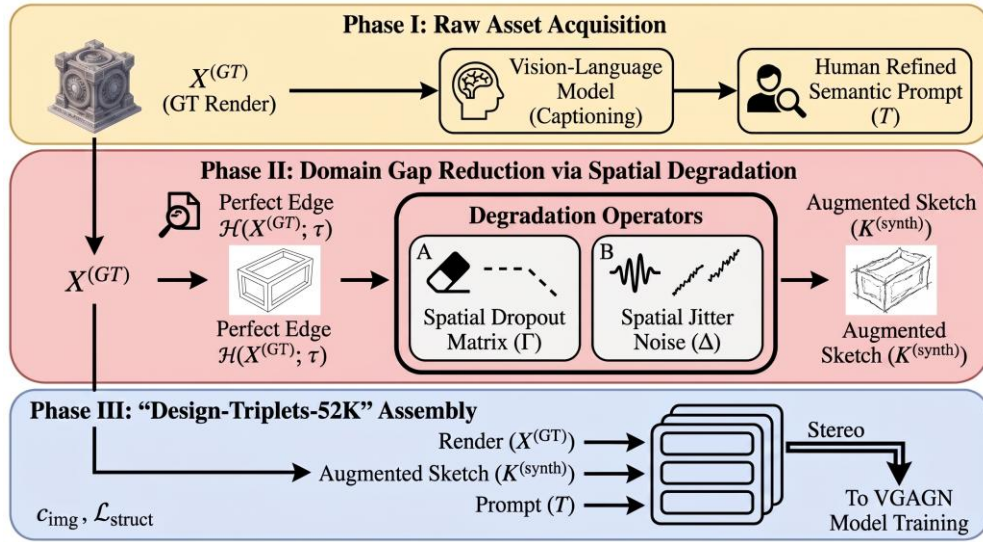 Phase I: Raw Asset Acquisition
X^(GT)
(GT Render)
Vision-Language
Model
(Captioning)
Human Refined
Semantic Prompt
(T)
Phase II: Domain Gap Reduction via Spatial Degradation
X^(GT)
Perfect Edge
ℋ(X^(GT); τ)
Perfect Edge
ℋ(X^(GT); τ)
Degradation Operators
A
Spatial Dropout
Matrix (Γ)
B
Spatial Jitter
Noise (Δ)
Augmented Sketch
(K^(synth))
Augmented
Sketch (K^(synth))
Phase III: “Design-Triplets-52K” Assembly
Render (X^(GT))
Augmented Sketch (K^(synth))
Prompt (T)
Stereo
To VGAGN
Model Training
c_img, ℒ_struct